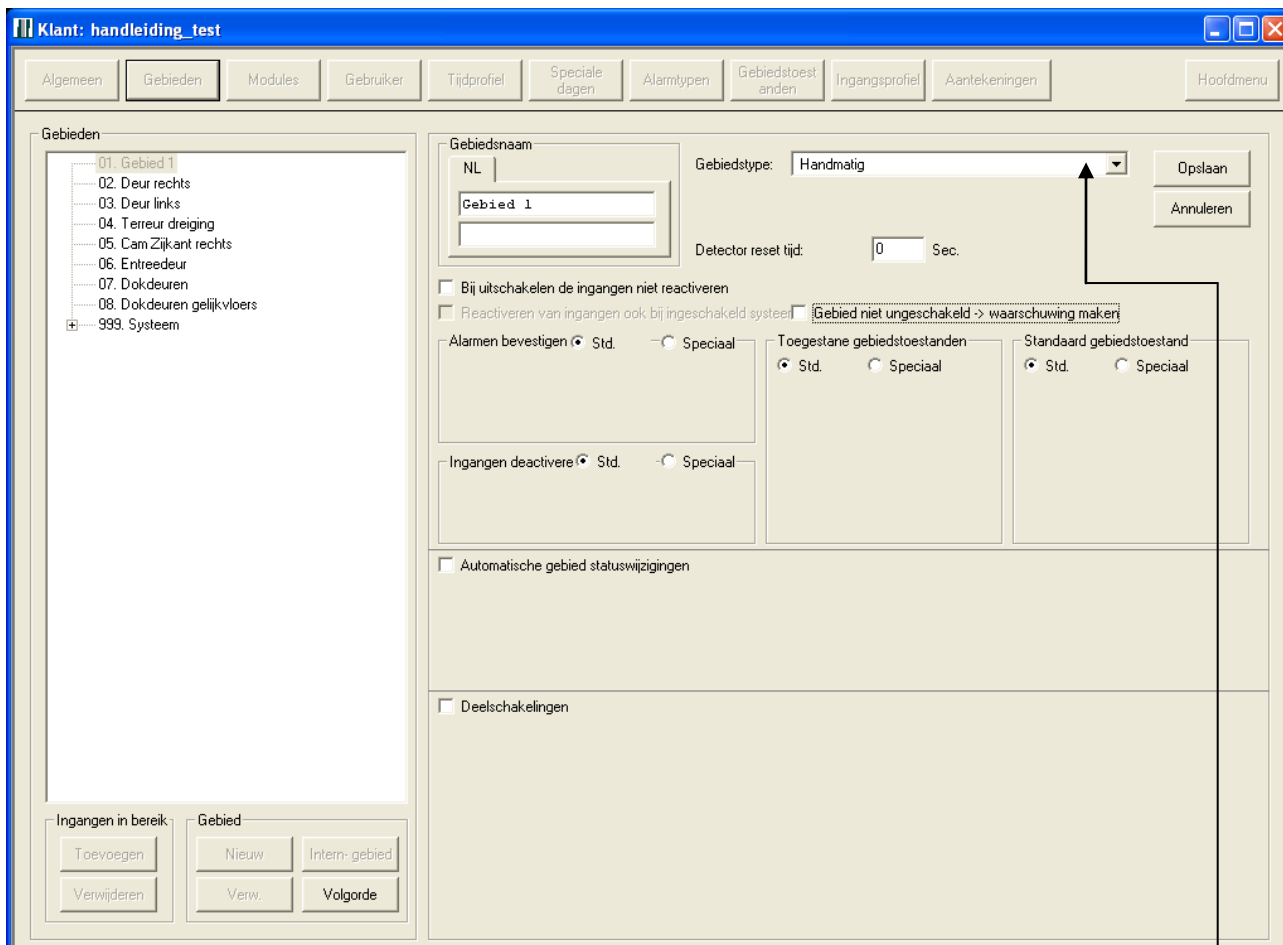 Klant: handleiding_test
Algemeen
Gebieden
Modules
Gebruiker
Tijdprofiel
Speciale
dagen
Alarmtypen
Gebiedstoest
anden
Ingangsprofiel
Aantekeningen
Hoofdmenu
Gebieden
01. Gebied 1
02. Deur rechts
03. Deur links
04. Terreur dreiging
05. Cam Zijkant rechts
06. Entreedeur
07. Dokdeuren
08. Dokdeuren gelijkvloers
999. Systeem
Ingangen in bereik
Toevoegen
Verwijderen
Gebied
Nieuw
Intern- gebied
Verw.
Volgorde
Gebiedsnaam
NL
Gebied 1
Gebiedstype:
Handmatig
Opslaan
Annuleren
Detector reset tijd:
0
Sec.
Bij uitschakelen de ingangen niet reactiveren
Reactiveren van ingangen ook bij ingeschakeld systeer
Gebied niet ungeschakeld -> waarschuwing maken
Alarmen bevestigen
Std.
Speciaal
Toegestane gebiedstoestanden
Std.
Speciaal
Standaard gebiedstoestand
Std.
Speciaal
Ingangen deactivere
Std.
Speciaal
Automatische gebied statuswijzigingen
Deelschakelingen